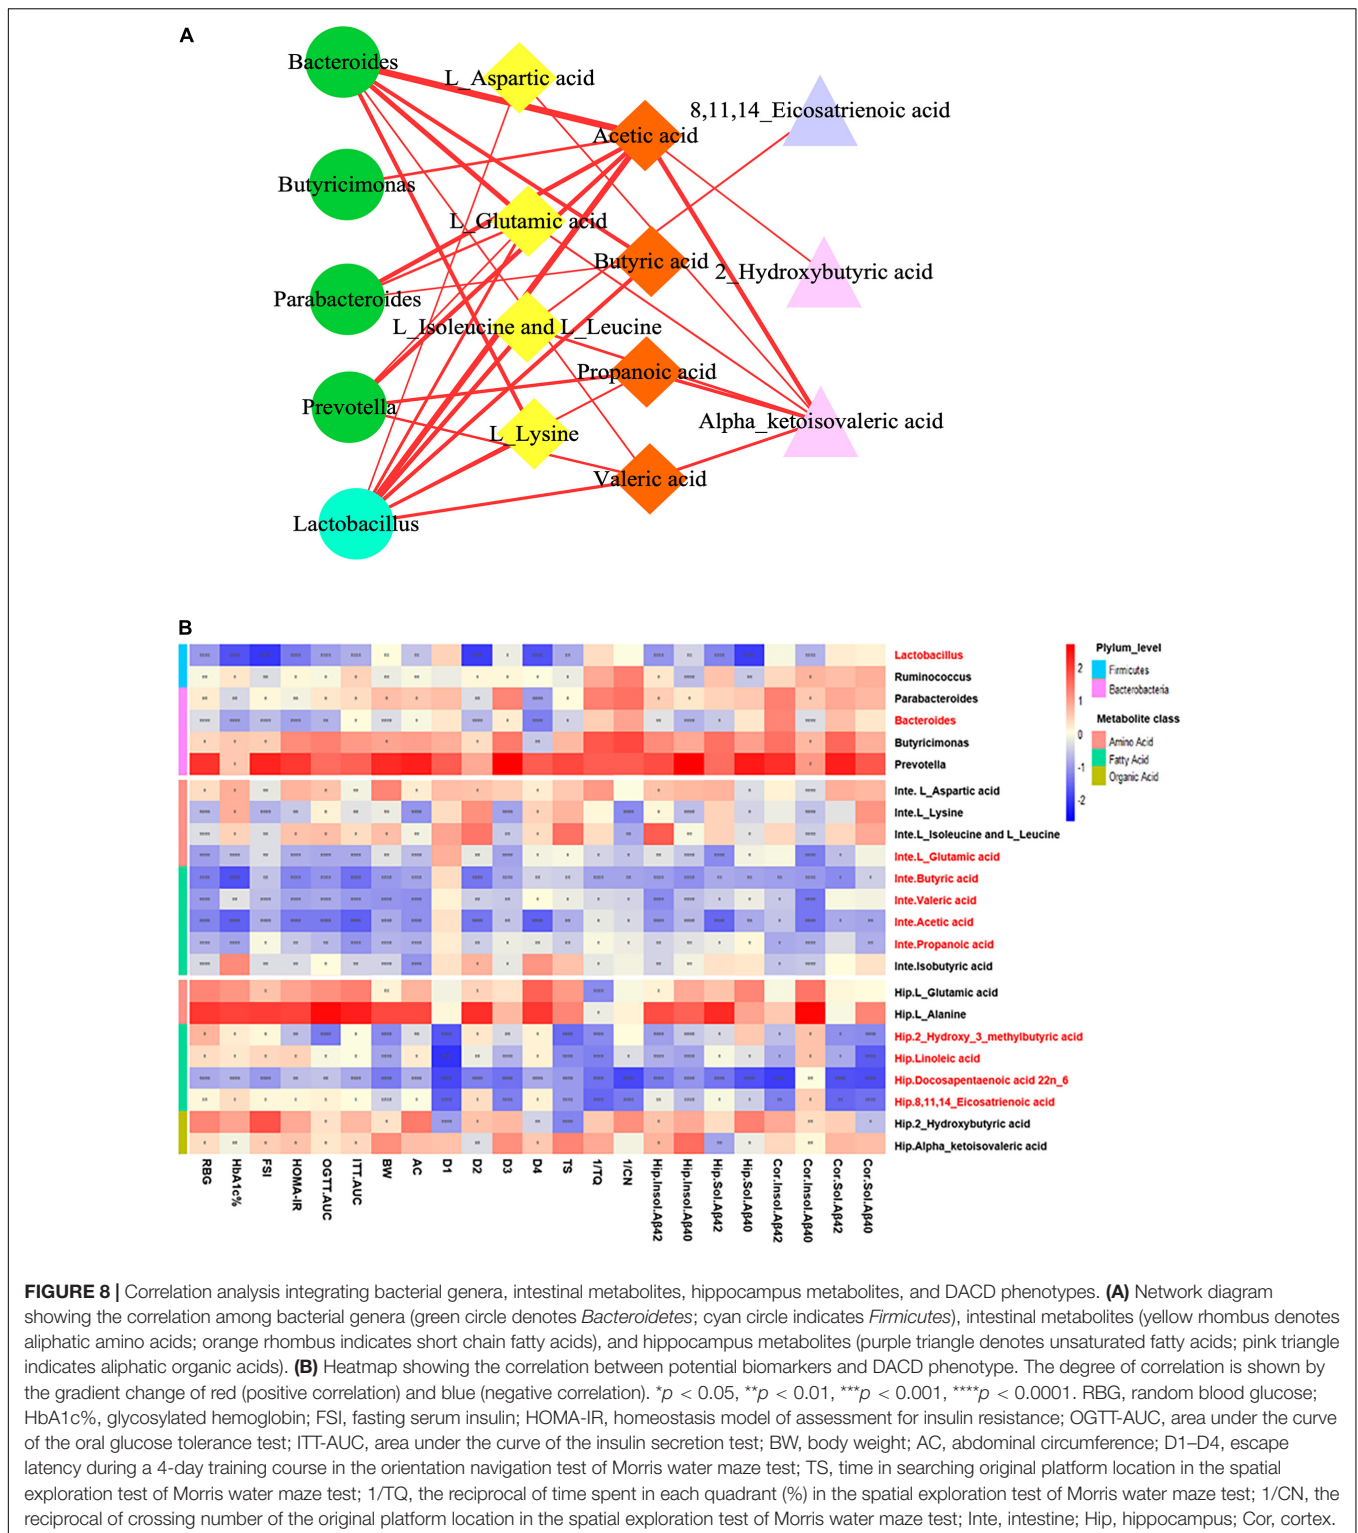 A
Bacteroides
L_Aspartic acid
8,11,14_Eicosatrienoic acid
Acetic acid
Butyricimonas
L_Glutamic acid
Butyric acid
2_Hydroxybutyric acid
Parabacteroides
L_Isoleucine and L_Leucine
Propanoic acid
Prevotella
Alpha_ketoisovaleric acid
L_Lysine
Valeric acid
Lactobacillus
B
Lactobacillus
Ruminococcus
Parabacteroides
Bacteroides
Butyricimonas
Prevotella
Inte. L_Aspartic acid
Inte.L_Lysine
Inte.L_Isoleucine and L_Leucine
Inte.L_Glutamic acid
Inte.Butyric acid
Inte.Valeric acid
Inte.Acetic acid
Inte.Propanoic acid
Inte.Isobutyric acid
Hip.L_Glutamic acid
Hip.L_Alanine
Hip.2_Hydroxy_3_methylbutyric acid
Hip.Linoleic acid
Hip.Docosapentaenoic acid 22n_6
Hip.8,11,14_Eicosatrienoic acid
Hip.2_Hydroxybutyric acid
Hip.Alpha_ketoisovaleric acid
2
1
0
-1
-2
Plylum_level
Firmicutes
Bacterobacteria
Metabolite class
Amino Acid
Fatty Acid
Organic Acid
RBG
HbA1c%
FSI
HOMA-IR
OGTT.AUC
ITT.AUC
BW
AC
D1
D2
D3
D4
TS
1/TQ
1/CN
Hip.Insol.Aβ42
Hip.Insol.Aβ40
Hip.Sol.Aβ42
Hip.Sol.Aβ40
Cor.Insol.Aβ42
Cor.Insol.Aβ40
Cor.Sol.Aβ42
Cor.Sol.Aβ40
FIGURE 8 | Correlation analysis integrating bacterial genera, intestinal metabolites, hippocampus metabolites, and DACD phenotypes. (A) Network diagram
showing the correlation among bacterial genera (green circle denotes Bacteroidetes; cyan circle indicates Firmicutes), intestinal metabolites (yellow rhombus denotes
aliphatic amino acids; orange rhombus indicates short chain fatty acids), and hippocampus metabolites (purple triangle denotes unsaturated fatty acids; pink triangle
indicates aliphatic organic acids). (B) Heatmap showing the correlation between potential biomarkers and DACD phenotype. The degree of correlation is shown by
the gradient change of red (positive correlation) and blue (negative correlation). *p < 0.05, **p < 0.01, ***p < 0.001, ****p < 0.0001. RBG, random blood glucose;
HbA1c%, glycosylated hemoglobin; FSI, fasting serum insulin; HOMA-IR, homeostasis model of assessment for insulin resistance; OGTT-AUC, area under the curve
of the oral glucose tolerance test; ITT-AUC, area under the curve of the insulin secretion test; BW, body weight; AC, abdominal circumference; D1–D4, escape
latency during a 4-day training course in the orientation navigation test of Morris water maze test; TS, time in searching original platform location in the spatial
exploration test of Morris water maze test; 1/TQ, the reciprocal of time spent in each quadrant (%) in the spatial exploration test of Morris water maze test; 1/CN, the
reciprocal of crossing number of the original platform location in the spatial exploration test of Morris water maze test; Inte, intestine; Hip, hippocampus; Cor, cortex.